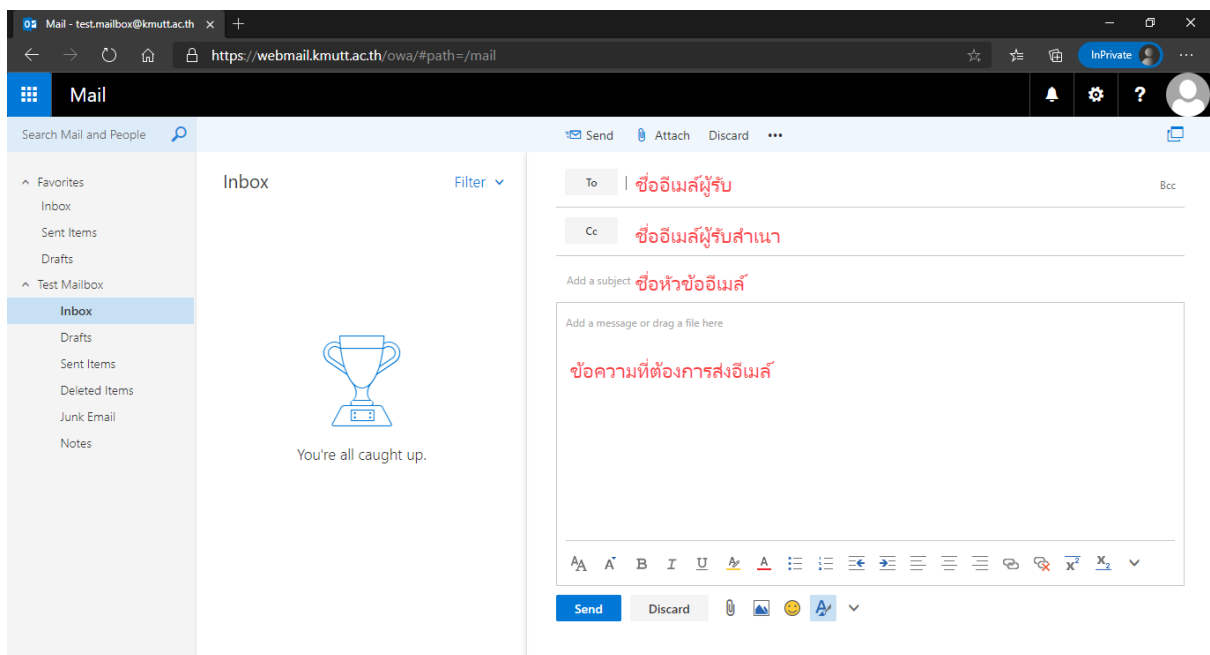 Mail - test.mailbox@kmutt.ac.th
https://webmail.kmutt.ac.th/owa/#path=/mail
InPrivate
Mail
?
Search Mail and People
Send Attach Discard •••
Favorites
Inbox
Sent Items
Drafts
Test Mailbox
Inbox
Drafts
Sent Items
Deleted Items
Junk Email
Notes
Inbox Filter
You're all caught up.
To ชื่ออีเมล์ผู้รับ Bcc
Cc ชื่ออีเมล์ผู้รับสำเนา
Add a subject ชื่อหัวข้ออีเมล์
Add a message or drag a file here
ข้อความที่ต้องการส่งอีเมล์
AA A B I U A x² x₂
Send Discard